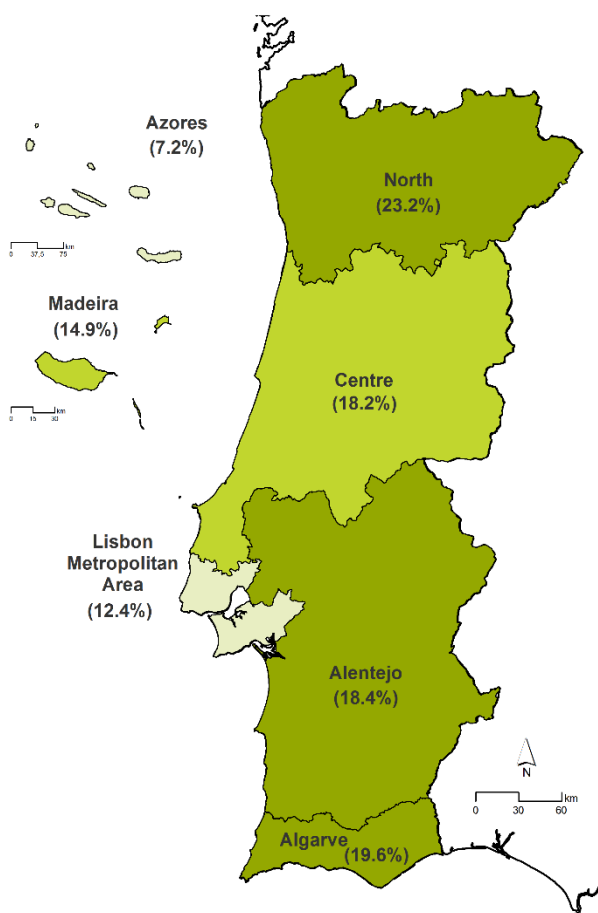 Azores
(7.2%)
North
(23.2%)
0 37,5 75 km
Madeira
(14.9%)
Centre
(18.2%)
0 15 30 km
Lisbon
Metropolitan
Area
(12.4%)
Alentejo
(18.4%)
N
0 30 60 km
Algarve (19.6%)